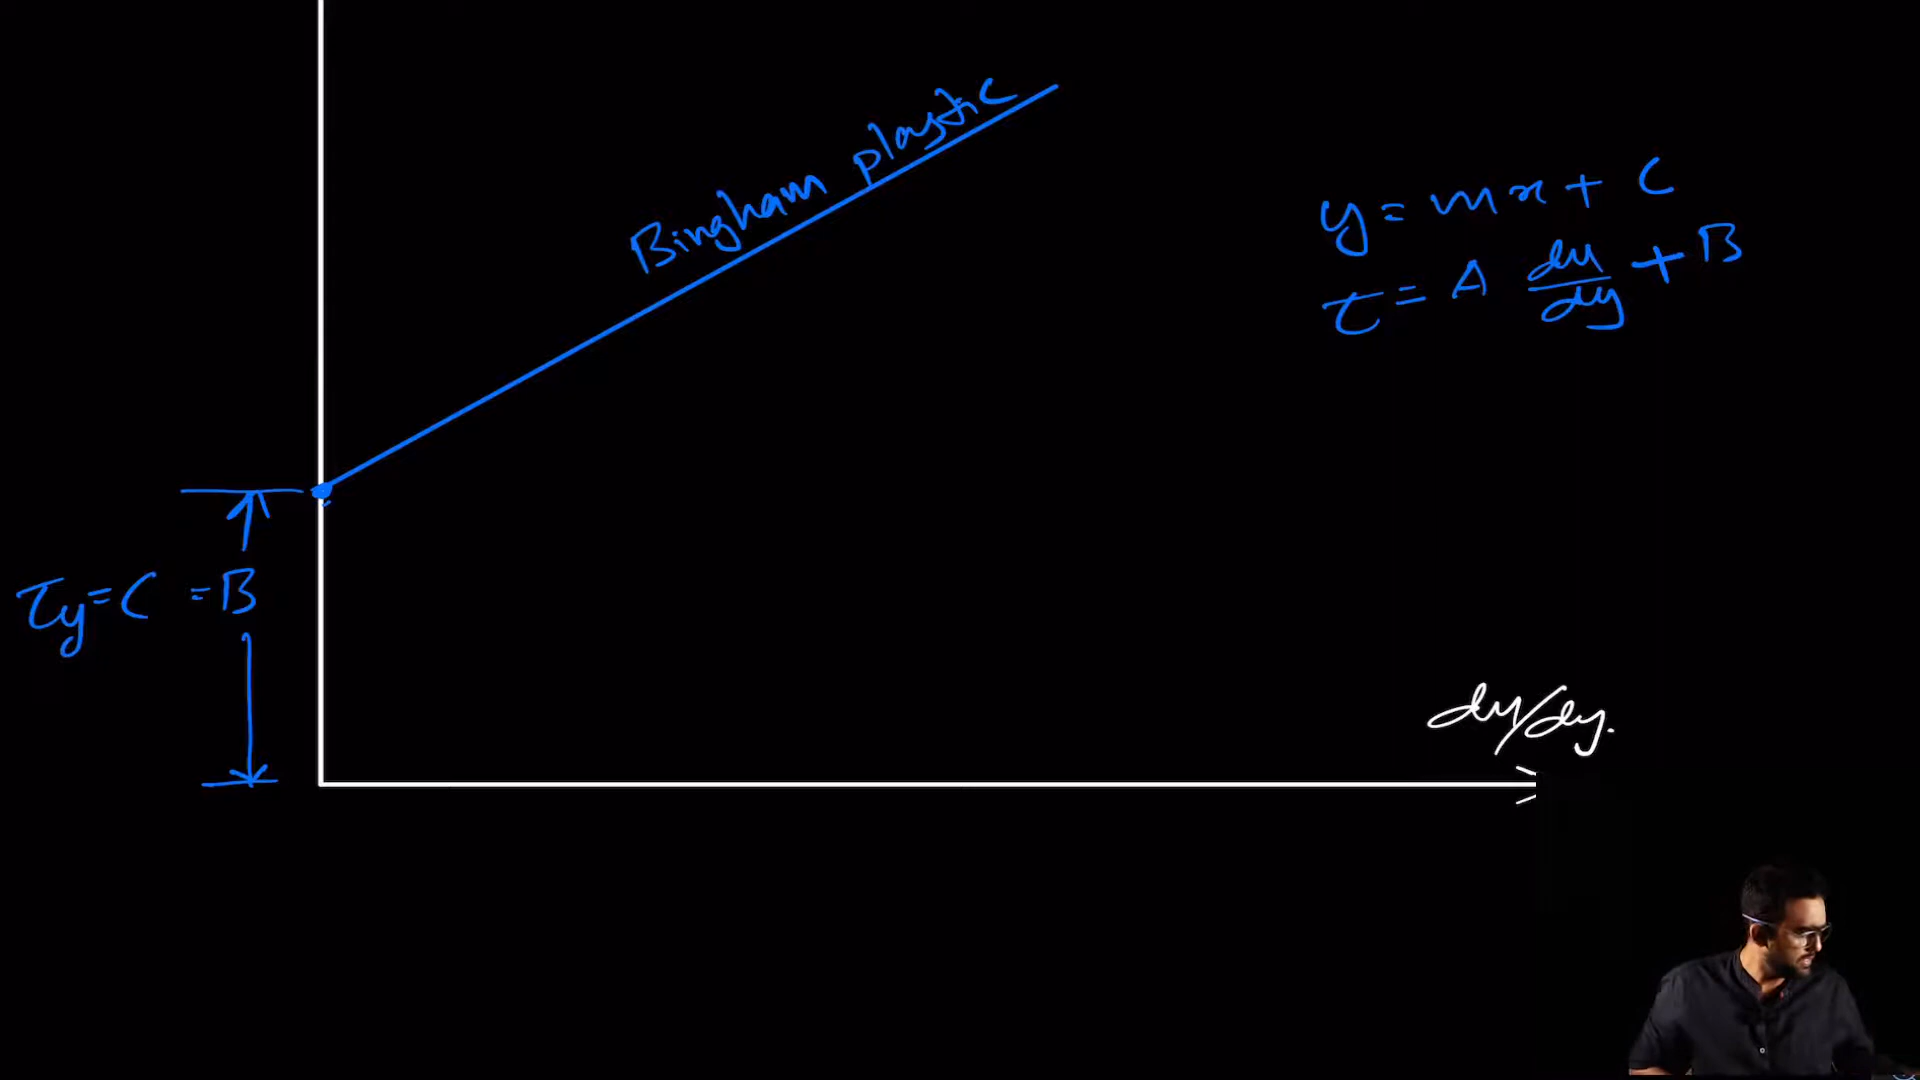 Bingham plastic
y = mx + C
τ = A du/dy + B
τy = C = B
du/dy.